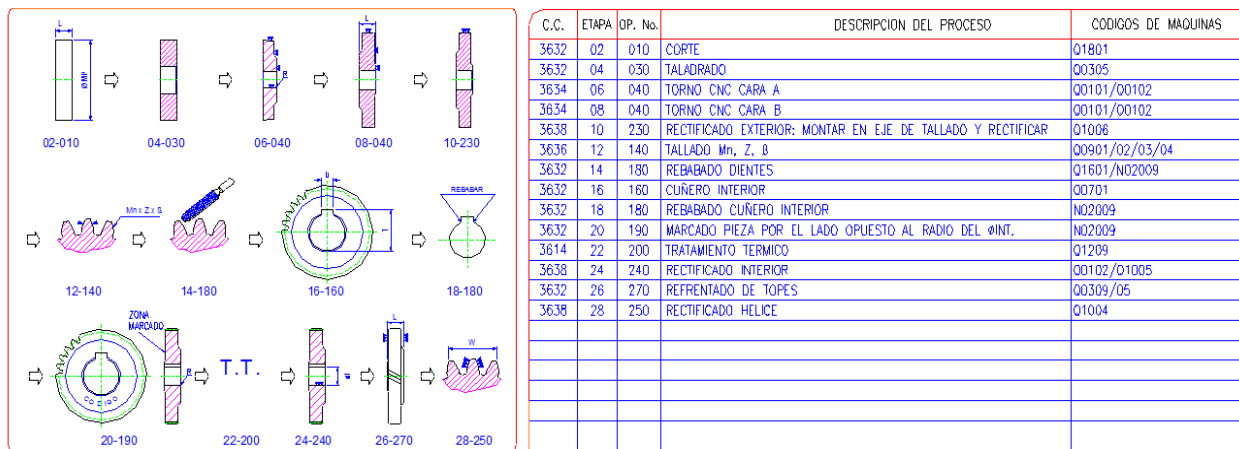 L
Ø MP
L
R
02-010
04-030
06-040
08-040
10-230
Mn x Z x ß
REBABAR
12-140
14-180
16-160
18-180
ZONA
MARCADO
CODIGO
R
T.T.
L
W
20-190
22-200
24-240
26-270
28-250
C.C. ETAPA OP. No. DESCRIPCION DEL PROCESO CODIGOS DE MAQUINAS
3632 02 010 CORTE Q1801
3632 04 030 TALADRADO Q0305
3634 06 040 TORNO CNC CARA A Q0101/Q0102
3634 08 040 TORNO CNC CARA B Q0101/Q0102
3638 10 230 RECTIFICADO EXTERIOR: MONTAR EN EJE DE TALLADO Y RECTIFICAR Q1006
3636 12 140 TALLADO Mn, Z, ß Q0901/02/03/04
3632 14 180 REBABADO DIENTES Q1601/N02009
3632 16 160 CUÑERO INTERIOR Q0701
3632 18 180 REBABADO CUÑERO INTERIOR N02009
3632 20 190 MARCADO PIEZA POR EL LADO OPUESTO AL RADIO DEL ØINT. N02009
3614 22 200 TRATAMIENTO TERMICO Q1209
3638 24 240 RECTIFICADO INTERIOR Q0102/Q1005
3632 26 270 REFRENTADO DE TOPES Q0309/05
3638 28 250 RECTIFICADO HELICE Q1004